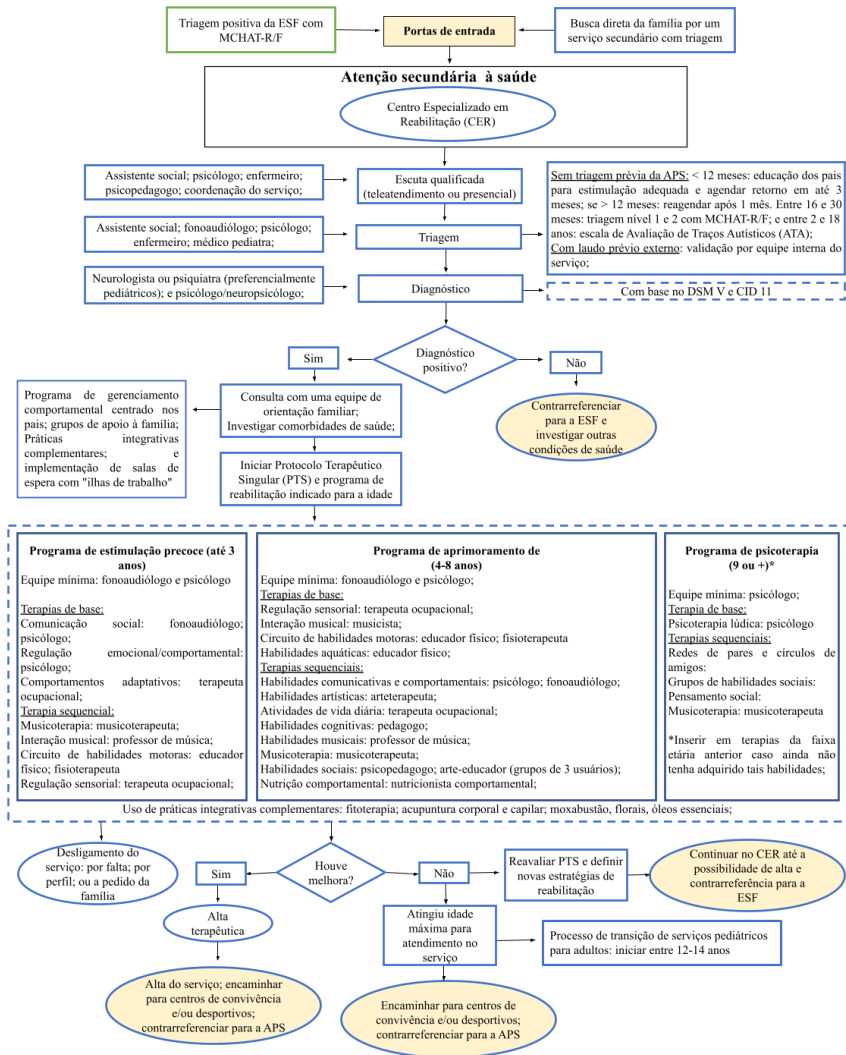 Triagem positiva da ESF com
MCHAT-R/F
Portas de entrada
Busca direta da família por um
serviço secundário com triagem
Atenção secundária à saúde
Centro Especializado em
Reabilitação (CER)
Assistente social; psicólogo; enfermeiro;
psicopedagogo; coordenação do serviço;
Escuta qualificada
(teleatendimento ou presencial)
Sem triagem prévia da APS: < 12 meses: educação dos pais
para estimulação adequada e agendar retorno em até 3
meses; se > 12 meses: reagendar após 1 mês. Entre 16 e 30
meses: triagem nível 1 e 2 com MCHAT-R/F; e entre 2 e 18
anos: escala de Avaliação de Traços Autísticos (ATA);
Com laudo prévio externo: validação por equipe interna do
serviço;
Assistente social; fonoaudiólogo; psicólogo;
enfermeiro; médico pediatra;
Triagem
Neurologista ou psiquiatra (preferencialmente
pediátricos); e psicólogo/neuropsicólogo;
Diagnóstico
Com base no DSM V e CID 11
Sim
Diagnóstico
positivo?
Não
Programa de gerenciamento
comportamental centrado nos
pais; grupos de apoio à família;
Práticas integrativas
complementares; e
implementação de salas de
espera com "ilhas de trabalho"
Consulta com uma equipe de
orientação familiar;
Investigar comorbidades de saúde;
Contrarreferenciar
para a ESF e
investigar outras
condições de saúde
Iniciar Protocolo Terapêutico
Singular (PTS) e programa de
reabilitação indicado para a idade
Programa de estimulação precoce (até 3
anos)
Equipe mínima: fonoaudiólogo e psicólogo
Terapias de base:
Comunicação social: fonoaudiólogo;
psicólogo;
Regulação emocional/comportamental:
psicólogo;
Comportamentos adaptativos: terapeuta
ocupacional;
Terapia sequencial:
Musicoterapia: musicoterapeuta;
Interação musical: professor de música;
Circuito de habilidades motoras: educador
físico; fisioterapeuta
Regulação sensorial: terapeuta ocupacional;
Programa de aprimoramento de
(4-8 anos)
Equipe mínima: fonoaudiólogo e psicólogo;
Terapias de base:
Regulação sensorial: terapeuta ocupacional;
Interação musical: musicista;
Circuito de habilidades motoras: educador físico; fisioterapeuta
Habilidades aquáticas: educador físico;
Terapias sequenciais:
Habilidades comunicativas e comportamentais: psicólogo; fonoaudiólogo;
Habilidades artísticas: arteterapeuta;
Atividades de vida diária: terapeuta ocupacional;
Habilidades cognitivas: pedagogo;
Habilidades musicais: professor de música;
Musicoterapia: musicoterapeuta;
Habilidades sociais: psicopedagogo; arte-educador (grupos de 3 usuários);
Nutrição comportamental: nutricionista comportamental;
Programa de psicoterapia
(9 ou +)*
Equipe mínima: psicólogo;
Terapia de base:
Psicoterapia lúdica: psicólogo
Terapias sequenciais:
Redes de pares e círculos de
amigos:
Grupos de habilidades sociais:
Pensamento social:
Musicoterapia: musicoterapeuta
*Inserir em terapias da faixa
etária anterior caso ainda não
tenha adquirido tais habilidades;
Uso de práticas integrativas complementares: fitoterapia; acupuntura corporal e capilar; moxabustão, florais, óleos essenciais;
Desligamento do
serviço: por falta; por
perfil; ou a pedido da
família
Sim
Houve
melhora?
Não
Reavaliar PTS e definir
novas estratégias de
reabilitação
Continuar no CER até a
possibilidade de alta e
contrarreferência para a
ESF
Alta
terapêutica
Atingiu idade
máxima para
atendimento no
serviço
Processo de transição de serviços pediátricos
para adultos: iniciar entre 12-14 anos
Alta do serviço; encaminhar
para centros de convivência
e/ou desportivos;
contrarreferenciar para a APS
Encaminhar para centros de
convivência e/ou desportivos;
contrarreferenciar para a APS